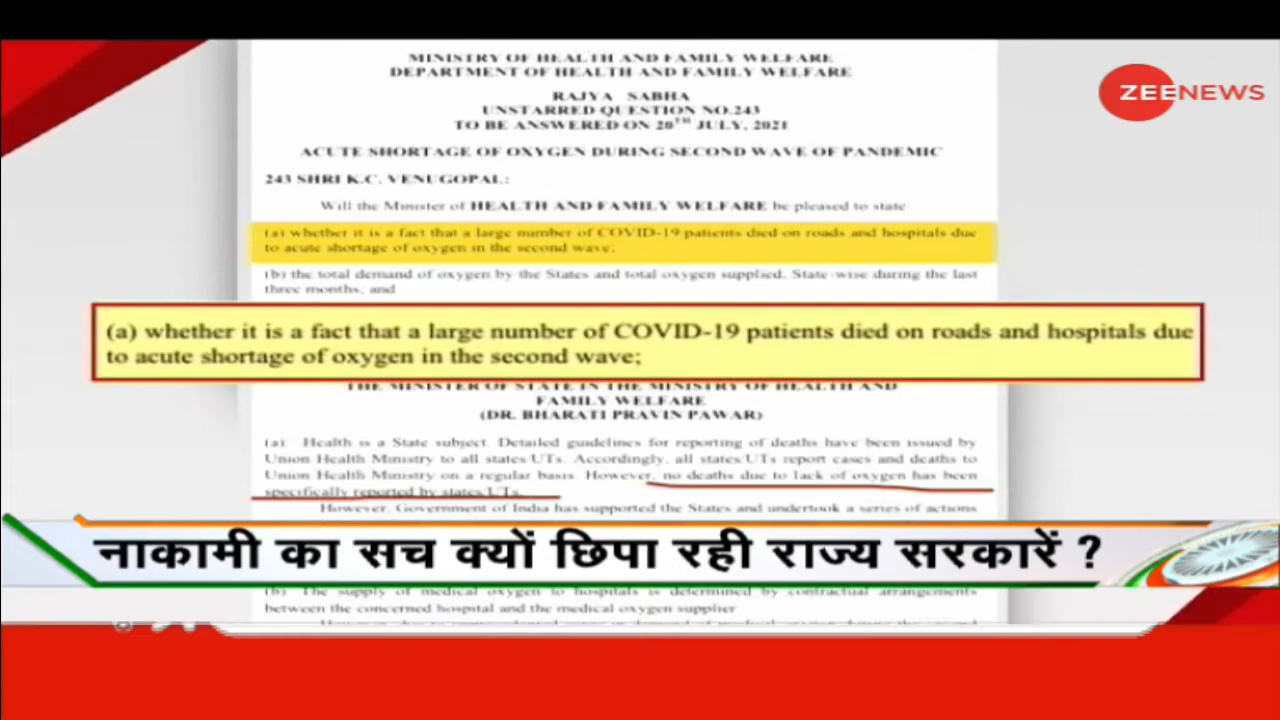 ZEENEWS
MINISTRY OF HEALTH AND FAMILY WELFARE
DEPARTMENT OF HEALTH AND FAMILY WELFARE
RAJYA SABHA
UNSTARRED QUESTION NO.243
TO BE ANSWERED ON 20TH JULY, 2021
ACUTE SHORTAGE OF OXYGEN DURING SECOND WAVE OF PANDEMIC
243 SHRI K.C. VENUGOPAL:
Will the Minister of HEALTH AND FAMILY WELFARE be pleased to state
(a) whether it is a fact that a large number of COVID-19 patients died on roads and hospitals due
to acute shortage of oxygen in the second wave;
(b) the total demand of oxygen by the States and total oxygen supplied, State-wise during the last
three months, and
(a) whether it is a fact that a large number of COVID-19 patients died on roads and hospitals due
to acute shortage of oxygen in the second wave;
THE MINISTER OF STATE IN THE MINISTRY OF HEALTH AND
FAMILY WELFARE
(DR. BHARATI PRAVIN PAWAR)
(a) Health is a State subject. Detailed guidelines for reporting of deaths have been issued by
Union Health Ministry to all states/UTs. Accordingly, all states/UTs report cases and deaths to
Union Health Ministry on a regular basis. However, no deaths due to lack of oxygen has been
specifically reported by states/UTs.
However, Government of India has supported the States and undertook a series of actions
नाकामी का सच क्यों छिपा रही राज्य सरकारें ?
(b) The supply of medical oxygen to hospitals is determined by contractual arrangements
between the concerned hospital and the medical oxygen supplier